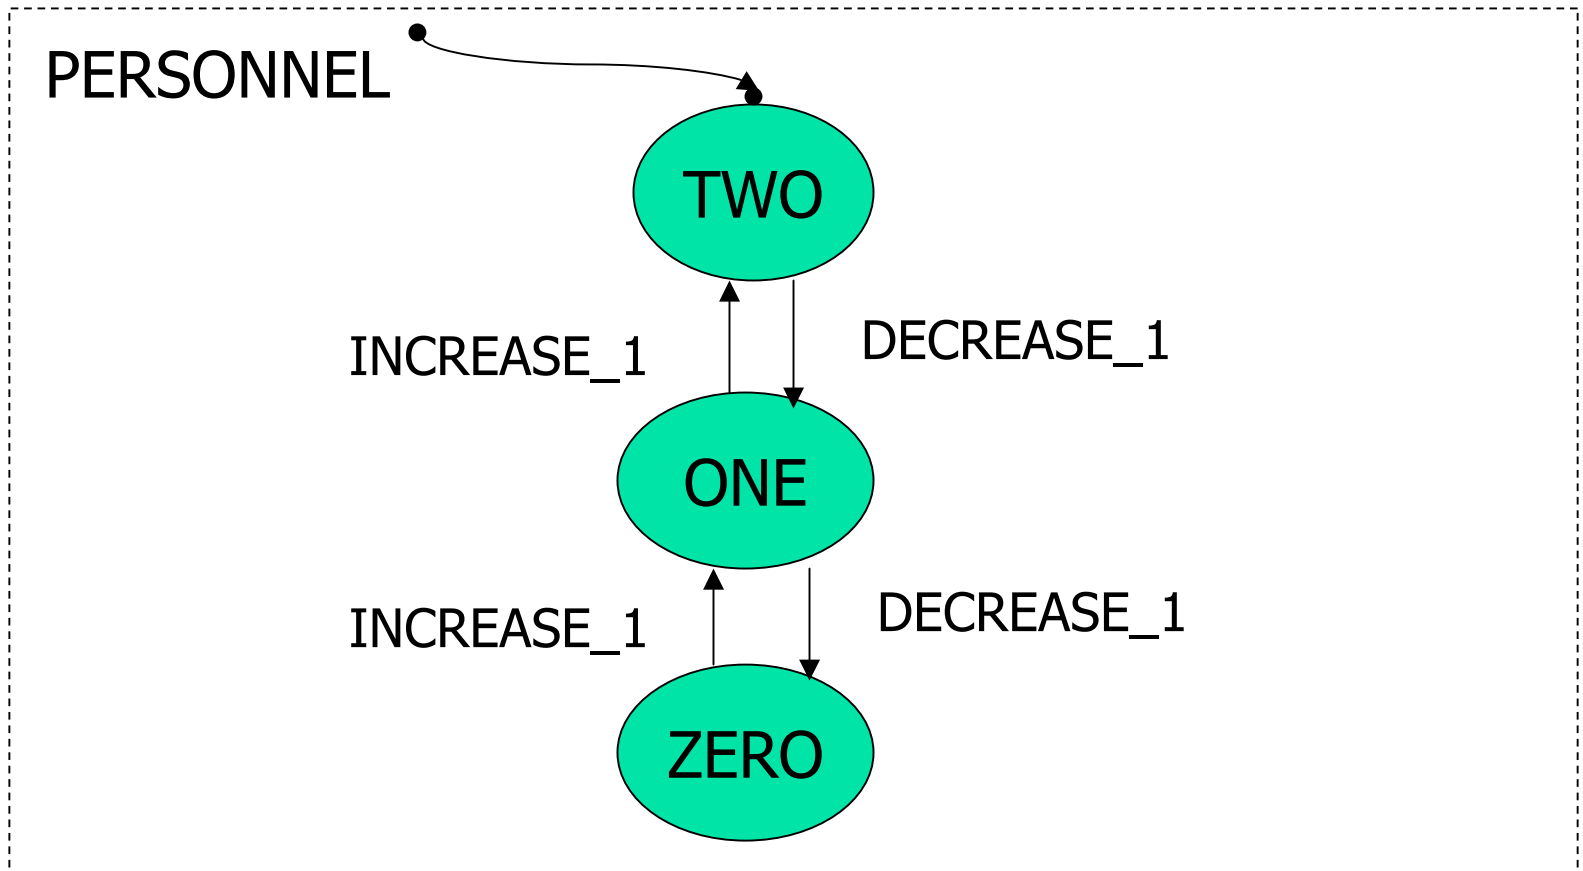 PERSONNEL
TWO
INCREASE_1
DECREASE_1
ONE
INCREASE_1
DECREASE_1
ZERO